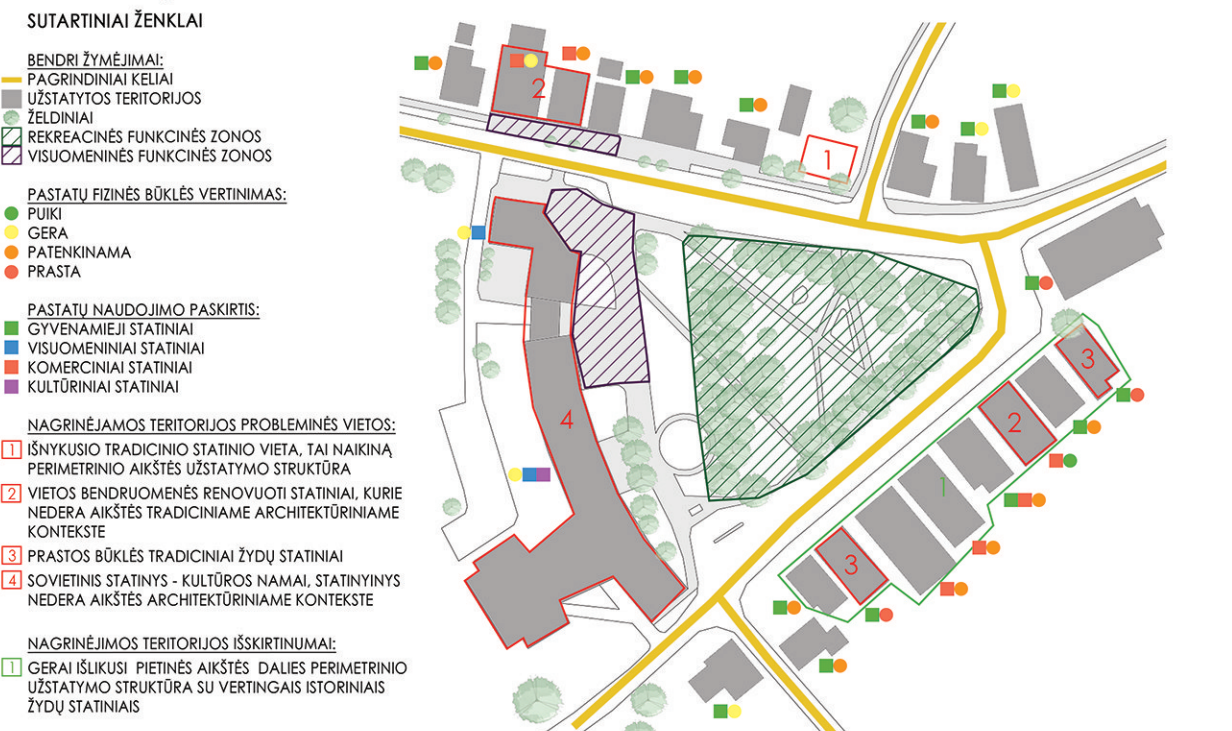 SUTARTINIAI ŽENKLAI
BENDRI ŽYMĖJIMAI:
PAGRINDINIAI KELIAI
UŽSTATYTOS TERITORIJOS
ŽELDINIAI
REKREACINĖS FUNKCINĖS ZONOS
VISUOMENINĖS FUNKCINĖS ZONOS
PASTATŲ FIZINĖS BŪKLĖS VERTINIMAS:
PUIKI
GERA
PATENKINAMA
PRASTA
PASTATŲ NAUDOJIMO PASKIRTIS:
GYVENAMIEJI STATINIAI
VISUOMENINIAI STATINIAI
KOMERCINIAI STATINIAI
KULTŪRINIAI STATINIAI
NAGRINĖJAMOS TERITORIJOS PROBLEMINĖS VIETOS:
1 IŠNYKUSIO TRADICINIO STATINIO VIETA, TAI NAIKINĄ
PERIMETRINIO AIKŠTĖS UŽSTATYMO STRUKTŪRA
2 VIETOS BENDRUOMENĖS RENOVUOTI STATINIAI, KURIE
NEDERA AIKŠTĖS TRADICINIAME ARCHITEKTŪRINIAME
KONTEKSTE
3 PRASTOS BŪKLĖS TRADICINIAI ŽYDŲ STATINIAI
4 SOVIETINIS STATINYS - KULTŪROS NAMAI, STATINYINYS
NEDERA AIKŠTĖS ARCHITEKTŪRINIAME KONTEKSTE
NAGRINĖJIMOS TERITORIJOS IŠSKIRTINUMAI:
1 GERAI IŠLIKUSI PIETINĖS AIKŠTĖS DALIES PERIMETRINIO
UŽSTATYMO STRUKTŪRA SU VERTINGAIS ISTORINIAIS
ŽYDŲ STATINIAIS
2
1
3
2
4
1
3